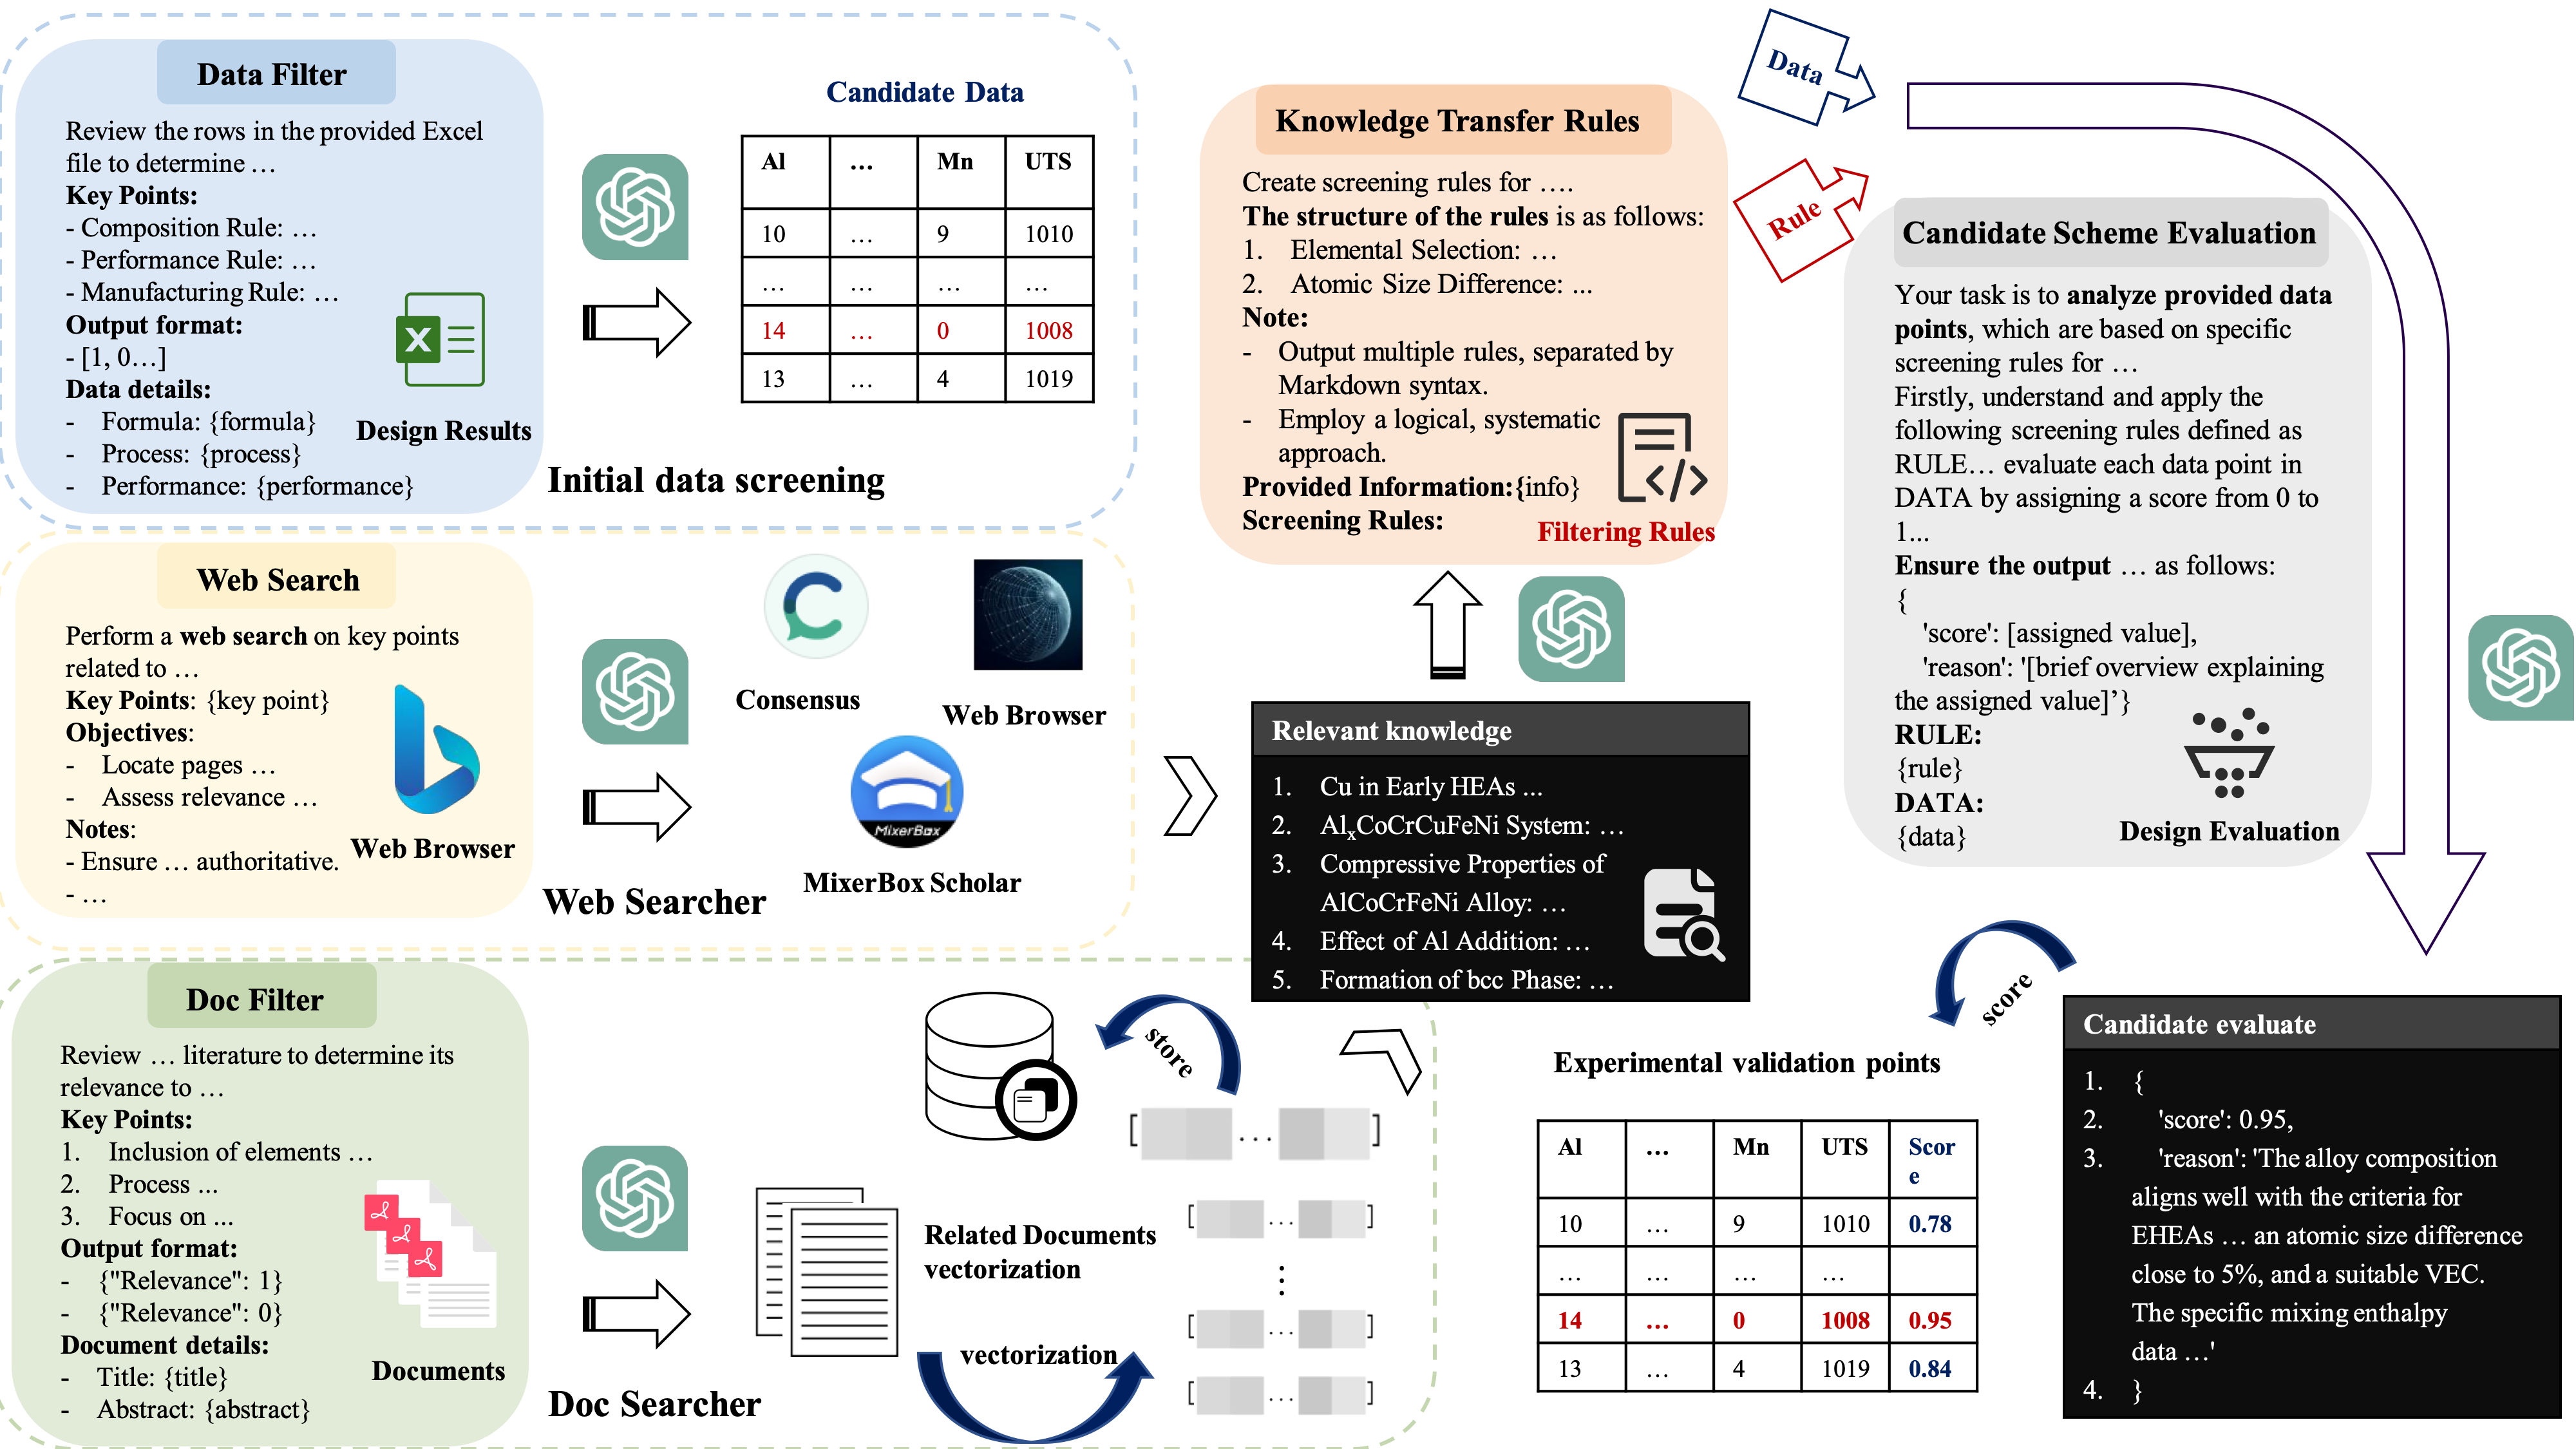 Data Filter
Review the rows in the provided Excel
file to determine …
Key Points:
- Composition Rule: …
- Performance Rule: …
- Manufacturing Rule: …
Output format:
- [1, 0…]
Data details:
- Formula: {formula}
- Process: {process}
- Performance: {performance}
X
Design Results
Initial data screening
Candidate Data
Al … Mn UTS
10 … 9 1010
… … … …
14 … 0 1008
13 … 4 1019
Web Search
Perform a web search on key points
related to …
Key Points: {key point}
Objectives:
- Locate pages …
- Assess relevance …
Notes:
- Ensure … authoritative.
- …
Web Browser
Web Searcher
Consensus
Web Browser
MixerBox
MixerBox Scholar
Doc Filter
Review … literature to determine its
relevance to …
Key Points:
1. Inclusion of elements …
2. Process ...
3. Focus on ...
Output format:
- {"Relevance": 1}
- {"Relevance": 0}
Document details:
- Title: {title}
- Abstract: {abstract}
Documents
Doc Searcher
store
Related Documents
vectorization
vectorization
[ ... ]
[ ... ]
⋮
[ ... ]
[ ... ]
Knowledge Transfer Rules
Create screening rules for ….
The structure of the rules is as follows:
1. Elemental Selection: …
2. Atomic Size Difference: ...
Note:
- Output multiple rules, separated by
Markdown syntax.
- Employ a logical, systematic
approach.
Provided Information:{info}
Screening Rules:
Filtering Rules
Relevant knowledge
1. Cu in Early HEAs ...
2. AlxCoCrCuFeNi System: …
3. Compressive Properties of
AlCoCrFeNi Alloy: …
4. Effect of Al Addition: …
5. Formation of bcc Phase: …
Data
Rule
Candidate Scheme Evaluation
Your task is to analyze provided data
points, which are based on specific
screening rules for …
Firstly, understand and apply the
following screening rules defined as
RULE… evaluate each data point in
DATA by assigning a score from 0 to
1...
Ensure the output … as follows:
{
'score': [assigned value],
'reason': '[brief overview explaining
the assigned value]’}
RULE:
{rule}
DATA:
{data}
Design Evaluation
score
Experimental validation points
Al … Mn UTS Scor
e
10 … 9 1010 0.78
… … … …
14 … 0 1008 0.95
13 … 4 1019 0.84
Candidate evaluate
1. {
2. 'score': 0.95,
3. 'reason': 'The alloy composition
aligns well with the criteria for
EHEAs … an atomic size difference
close to 5%, and a suitable VEC.
The specific mixing enthalpy
data …'
4. }